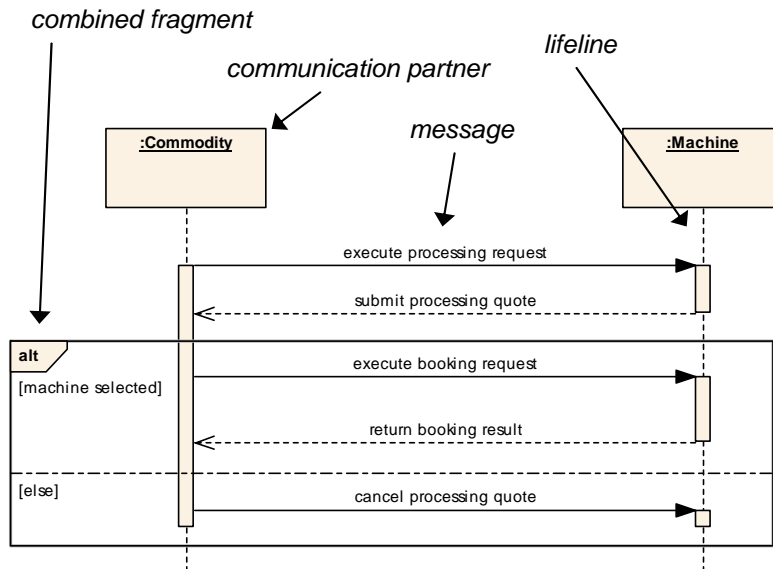 combined fragment
lifeline
communication partner
message
:Commodity
:Machine
execute processing request
submit processing quote
alt
execute booking request
[machine selected]
return booking result
[else]
cancel processing quote